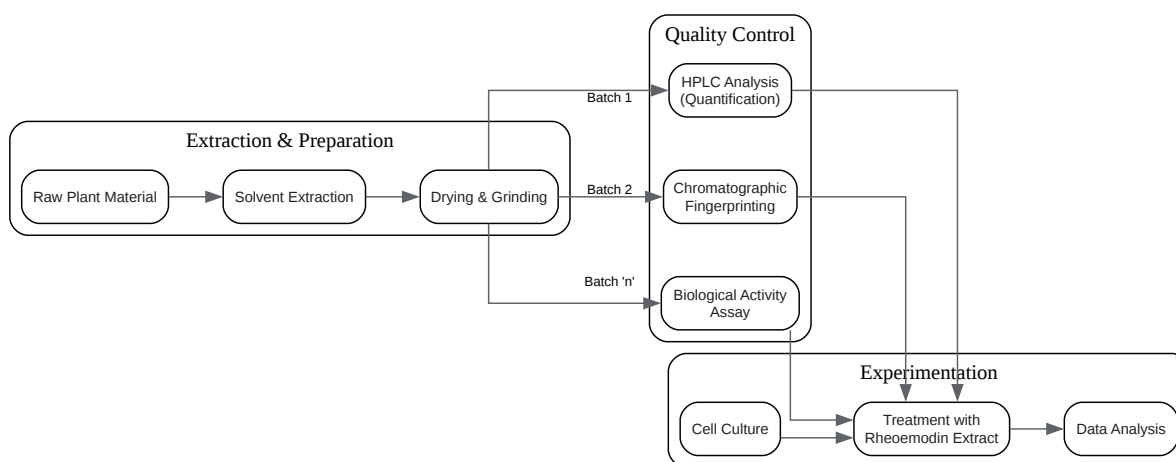 Quality Control
HPLC Analysis
(Quantification)
Batch 1
Extraction & Preparation
Raw Plant Material
Solvent Extraction
Drying & Grinding
Batch 2
Chromatographic
Fingerprinting
Batch 'n'
Biological Activity
Assay
Experimentation
Cell Culture
Treatment with
Rheoemodin Extract
Data Analysis